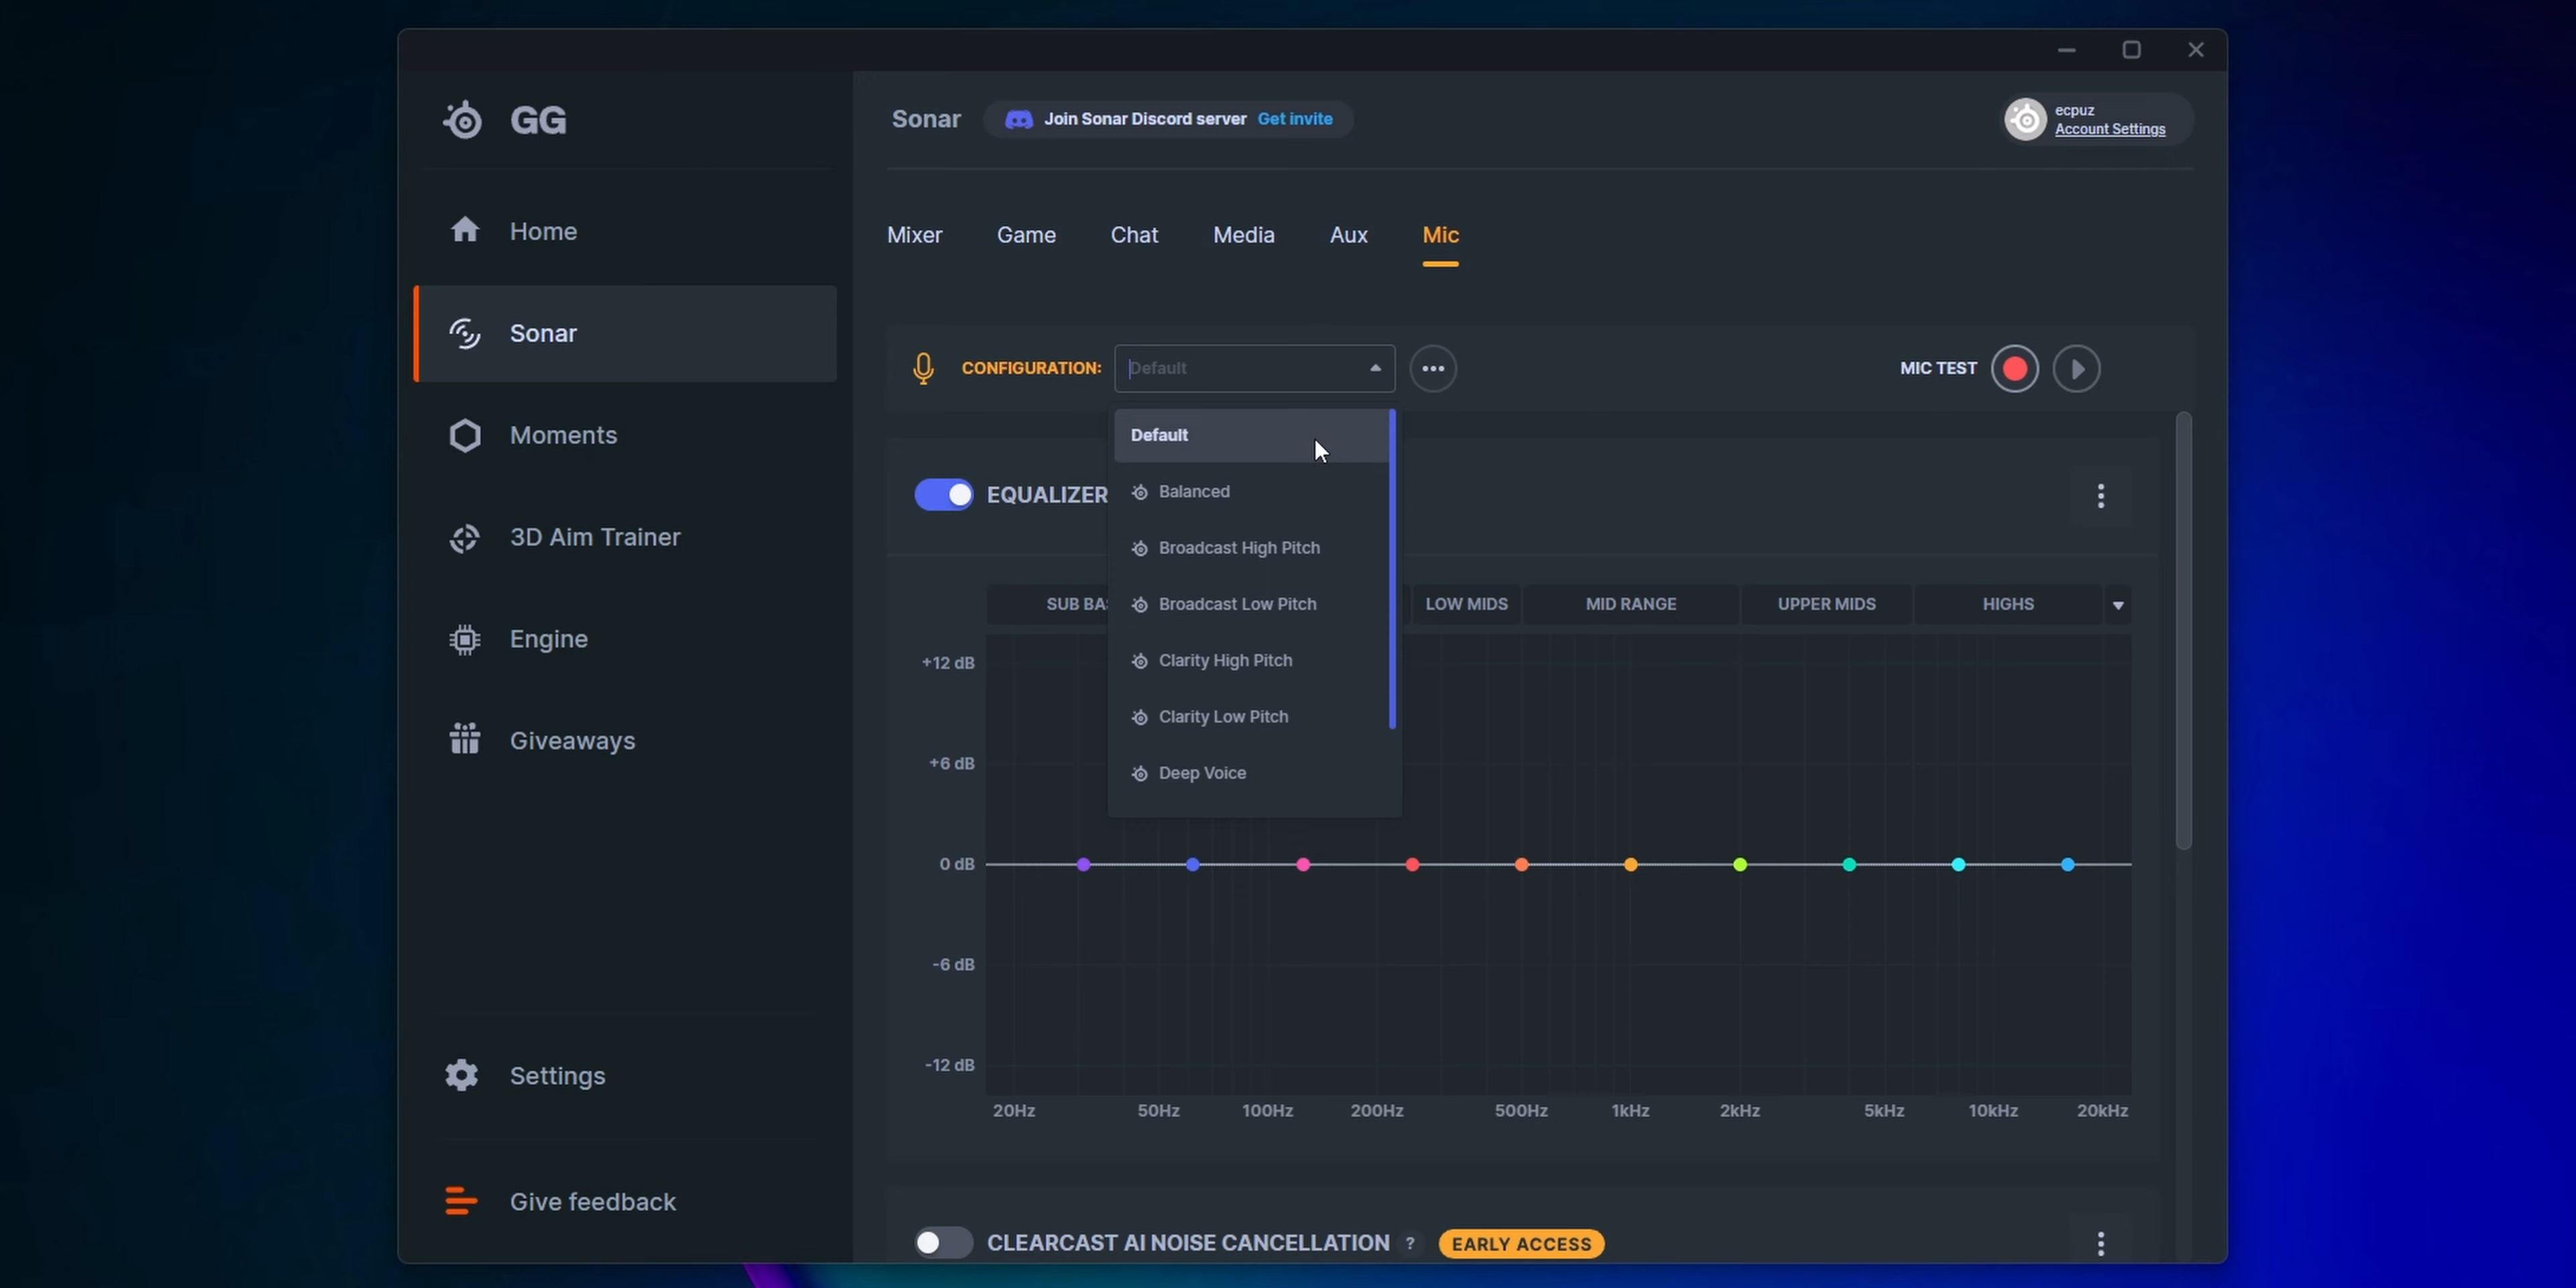 GG
Home
Sonar
Moments
3D Aim Trainer
Engine
Giveaways
Settings
Give feedback
Sonar
Join Sonar Discord server Get invite
ecpuz
Account Settings
Mixer Game Chat Media Aux Mic
CONFIGURATION: Default
MIC TEST
Default
Balanced
Broadcast High Pitch
Broadcast Low Pitch
Clarity High Pitch
Clarity Low Pitch
Deep Voice
EQUALIZER
SUB BAS LOW MIDS MID RANGE UPPER MIDS HIGHS
+12 dB
+6 dB
0 dB
-6 dB
-12 dB
20Hz 50Hz 100Hz 200Hz 500Hz 1kHz 2kHz 5kHz 10kHz 20kHz
CLEARCAST AI NOISE CANCELLATION ? EARLY ACCESS